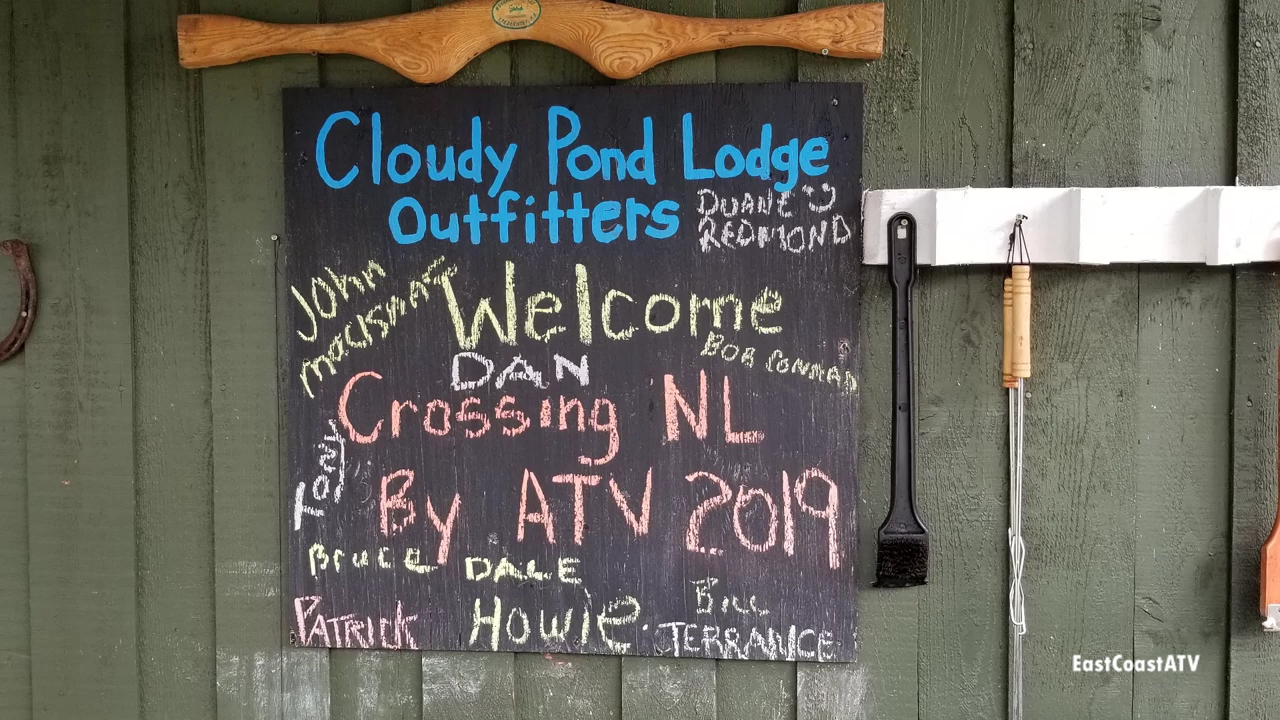 Cloudy Pond Lodge
Outfitters
DUANE
REDMOND
John
Welcome
BOB CONRAD
DAN
Crossing NL
Tony
By ATV 2019
Bruce DALE
PATRICK Howie.
BILL
TERRANCE
EastCoastATV